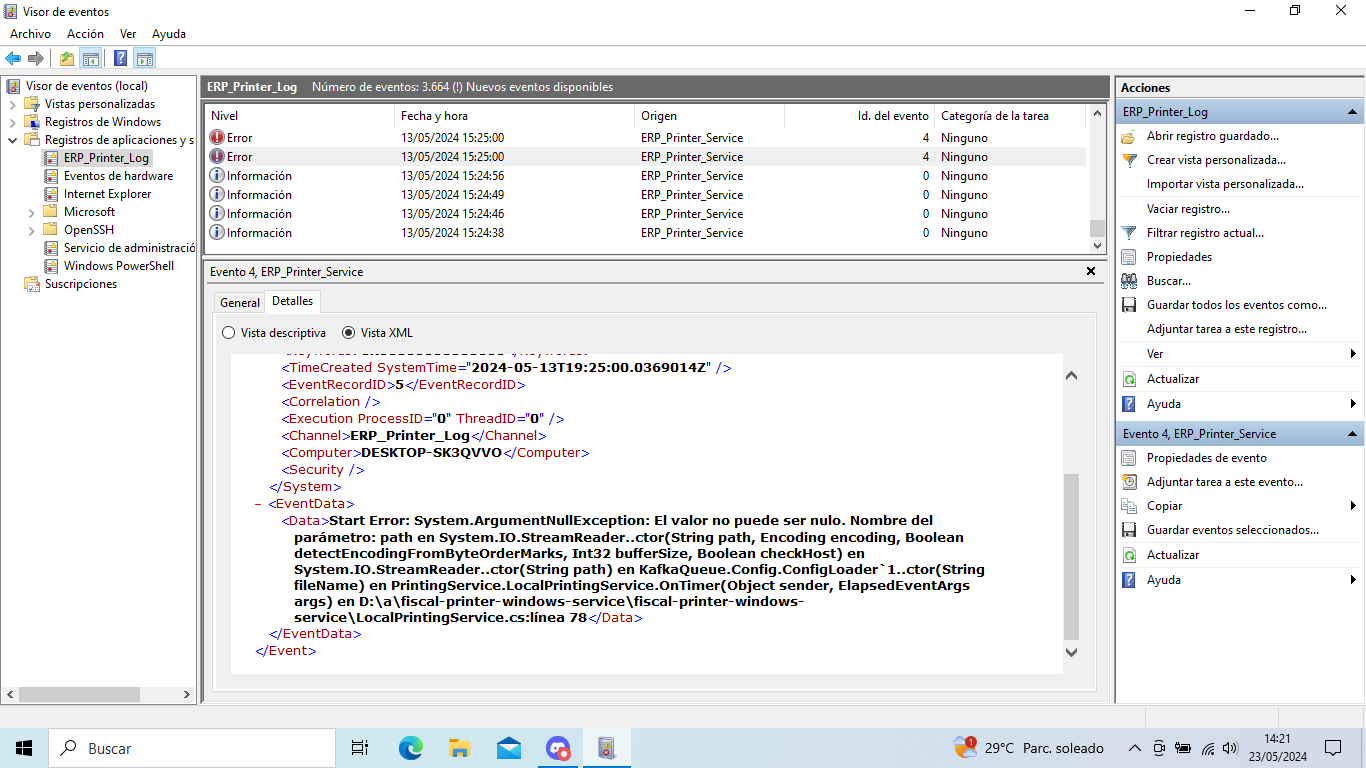 Visor de eventos
Archivo Acción Ver Ayuda
Visor de eventos (local)
Vistas personalizadas
Registros de Windows
Registros de aplicaciones y s
ERP_Printer_Log
Eventos de hardware
Internet Explorer
Microsoft
OpenSSH
Servicio de administració
Windows PowerShell
Suscripciones
ERP_Printer_Log Número de eventos: 3.664 (!) Nuevos eventos disponibles
Nivel Fecha y hora Origen Id. del evento Categoría de la tarea
Error 13/05/2024 15:25:00 ERP_Printer_Service 4 Ninguno
Error 13/05/2024 15:25:00 ERP_Printer_Service 4 Ninguno
Información 13/05/2024 15:24:56 ERP_Printer_Service 0 Ninguno
Información 13/05/2024 15:24:49 ERP_Printer_Service 0 Ninguno
Información 13/05/2024 15:24:46 ERP_Printer_Service 0 Ninguno
Información 13/05/2024 15:24:38 ERP_Printer_Service 0 Ninguno
Evento 4, ERP_Printer_Service
General Detalles
Vista descriptiva Vista XML
<TimeCreated SystemTime="2024-05-13T19:25:00.0369014Z" />
<EventRecordID>5</EventRecordID>
<Correlation />
<Execution ProcessID="0" ThreadID="0" />
<Channel>ERP_Printer_Log</Channel>
<Computer>DESKTOP-SK3QVVO</Computer>
<Security />
</System>
– <EventData>
<Data>Start Error: System.ArgumentNullException: El valor no puede ser nulo. Nombre del
parámetro: path en System.IO.StreamReader..ctor(String path, Encoding encoding, Boolean
detectEncodingFromByteOrderMarks, Int32 bufferSize, Boolean checkHost) en
System.IO.StreamReader..ctor(String path) en KafkaQueue.Config.ConfigLoader`1..ctor(String
fileName) en PrintingService.LocalPrintingService.OnTimer(Object sender, ElapsedEventArgs
args) en D:\a\fiscal-printer-windows-service\fiscal-printer-windows-
service\LocalPrintingService.cs:línea 78</Data>
</EventData>
</Event>
Acciones
ERP_Printer_Log
Abrir registro guardado...
Crear vista personalizada...
Importar vista personalizada...
Vaciar registro...
Filtrar registro actual...
Propiedades
Buscar...
Guardar todos los eventos como...
Adjuntar tarea a este registro...
Ver
Actualizar
Ayuda
Evento 4, ERP_Printer_Service
Propiedades de evento
Adjuntar tarea a este evento...
Copiar
Guardar eventos seleccionados...
Actualizar
Ayuda
Buscar
1
29°C Parc. soleado
14:21
23/05/2024